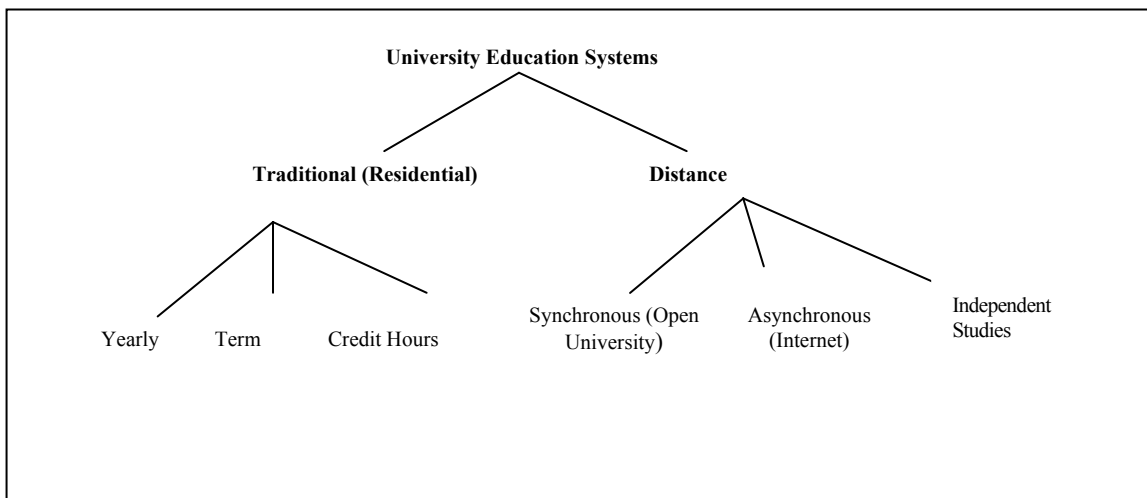 University Education Systems
Traditional (Residential)
Distance
Yearly
Term
Credit Hours
Synchronous (Open
University)
Asynchronous
(Internet)
Independent
Studies